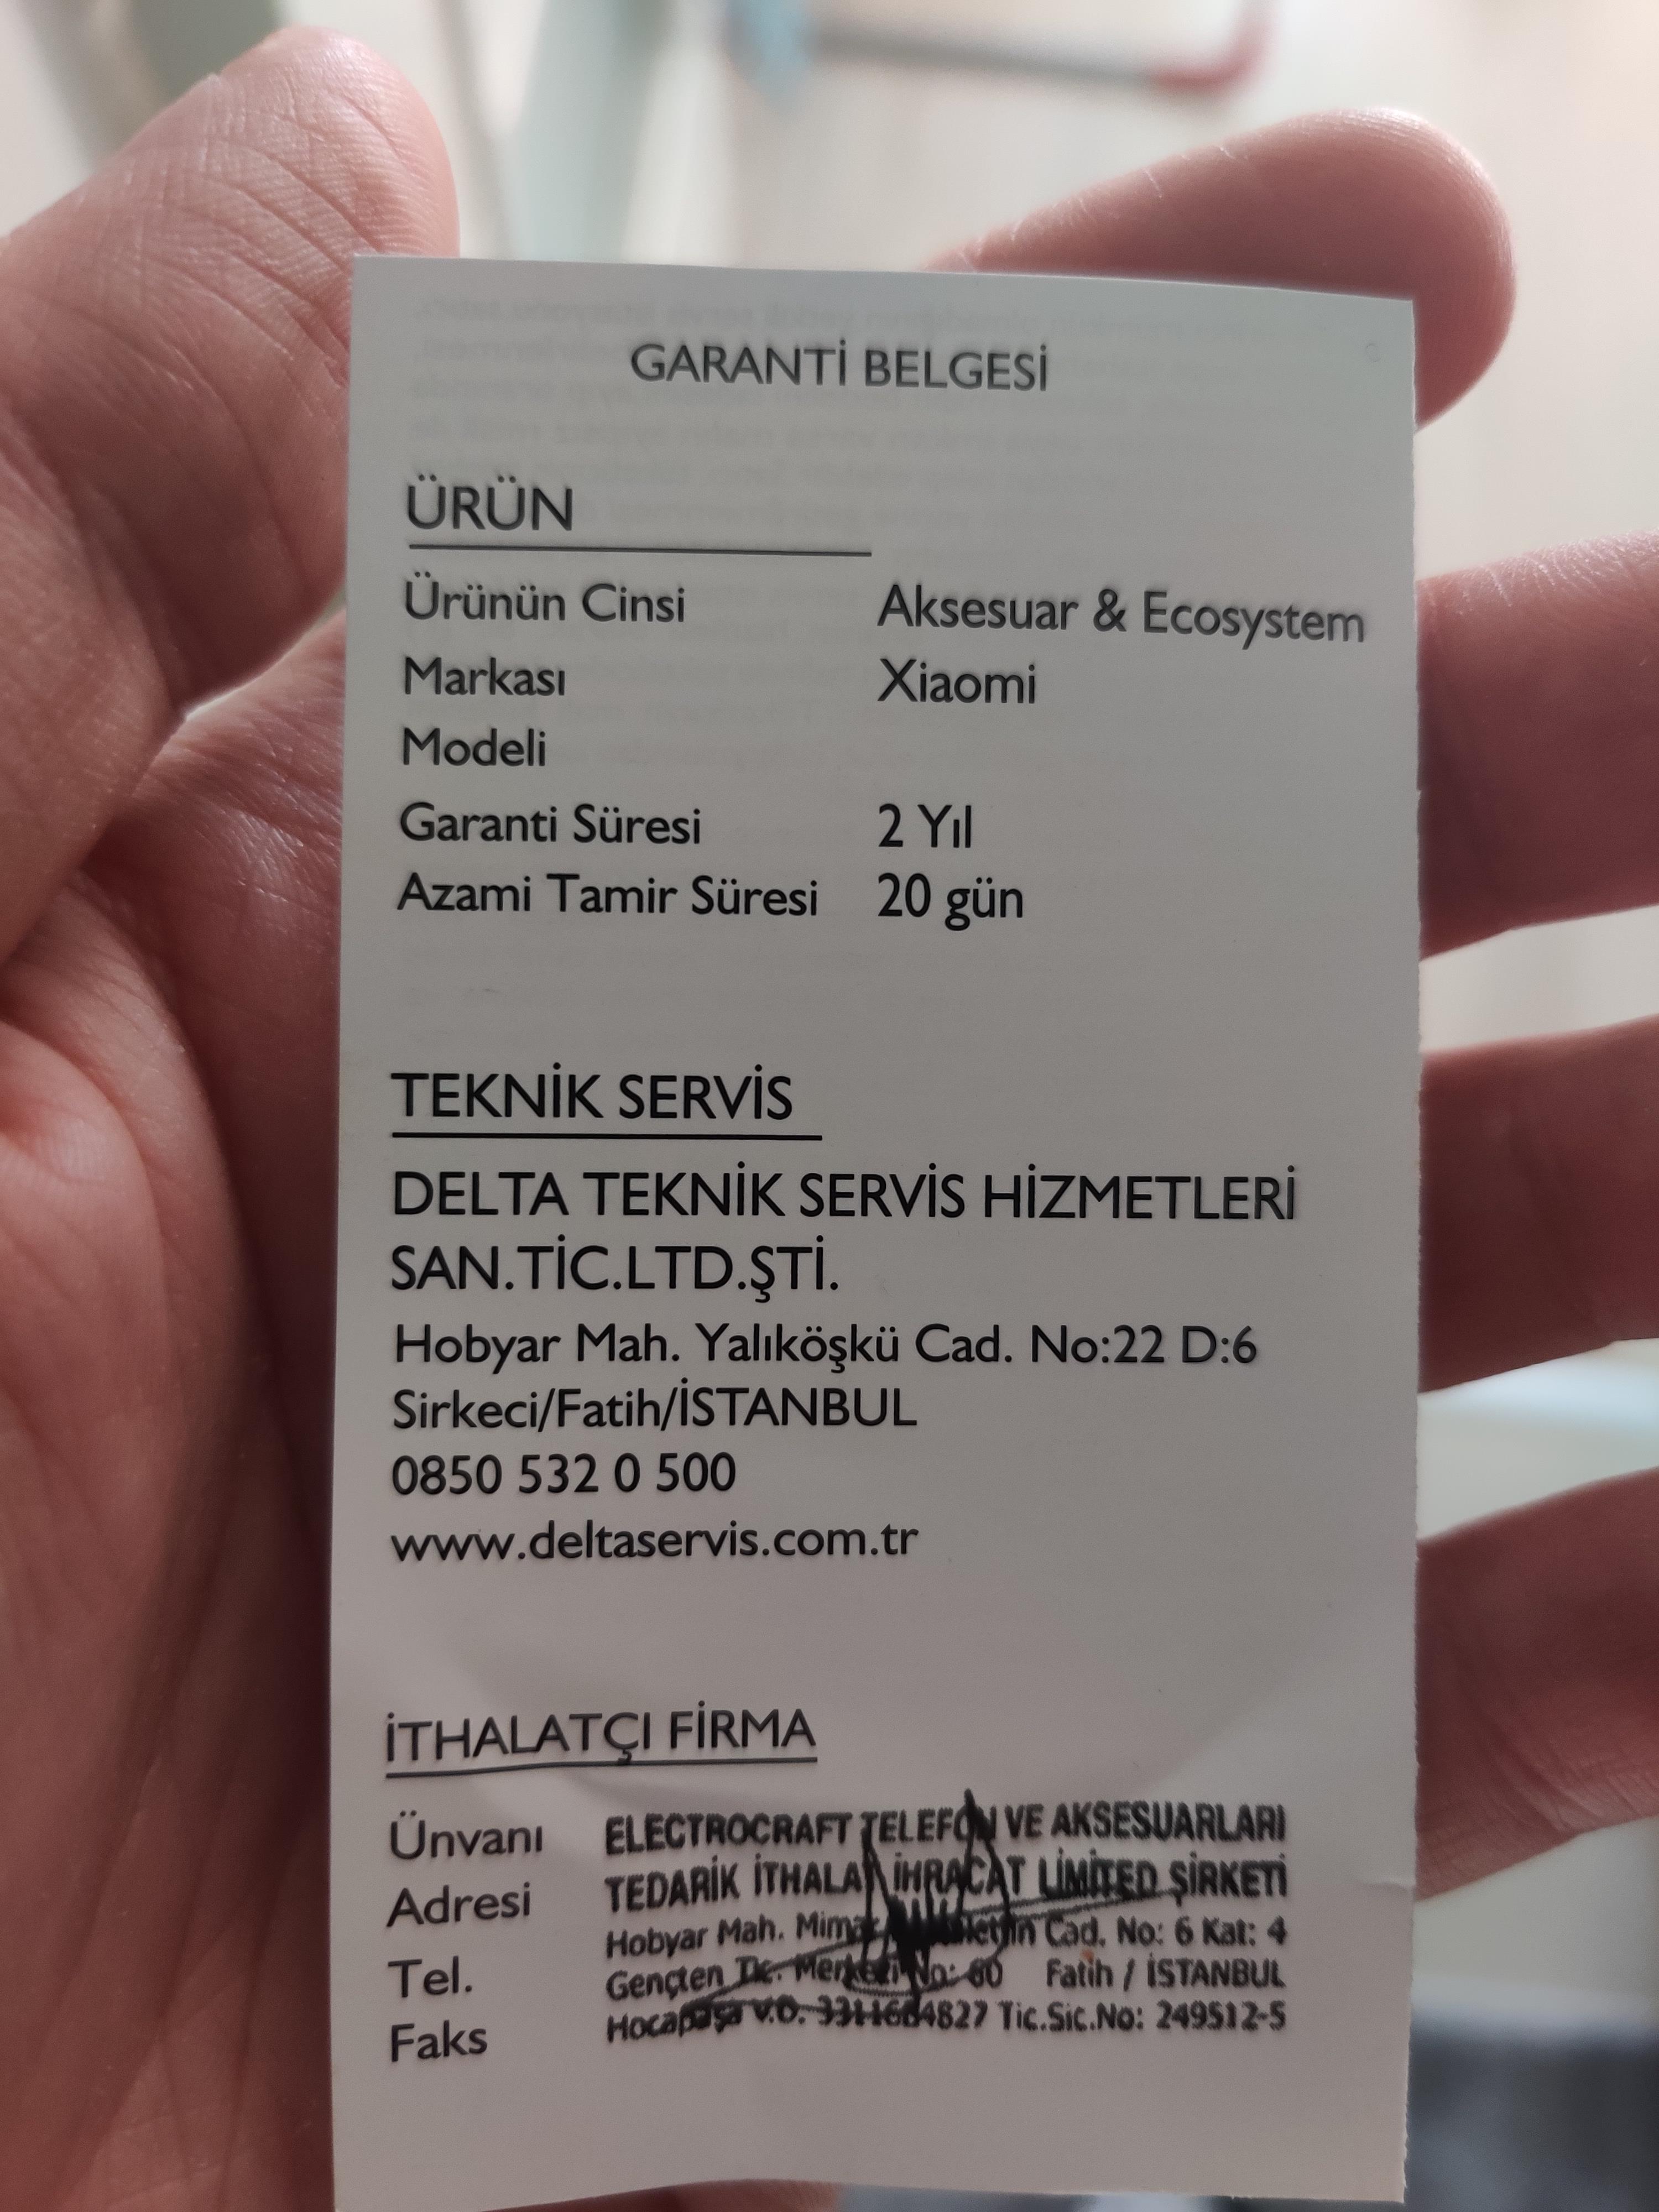 GARANTİ BELGESİ
ÜRÜN
Ürünün Cinsi Aksesuar & Ecosystem
Markası Xiaomi
Modeli
Garanti Süresi 2 Yıl
Azami Tamir Süresi 20 gün
TEKNİK SERVİS
DELTA TEKNİK SERVİS HİZMETLERİ
SAN.TİC.LTD.ŞTİ.
Hobyar Mah. Yalıköşkü Cad. No:22 D:6
Sirkeci/Fatih/İSTANBUL
0850 532 0 500
www.deltaservis.com.tr
İTHALATÇI FİRMA
Ünvanı
Adresi
Tel.
Faks
ELECTROCRAFT TELEFON VE AKSESUARLARI
TEDARİK İTHALAT İHRACAT LİMİTED ŞİRKETİ
Hobyar Mah. Cad. No: 6 Kat: 4
Gençten Tic. Merkezi No: Fatih / İSTANBUL
Hocapaşa V.D. Tic.Sic.No: 249512-5